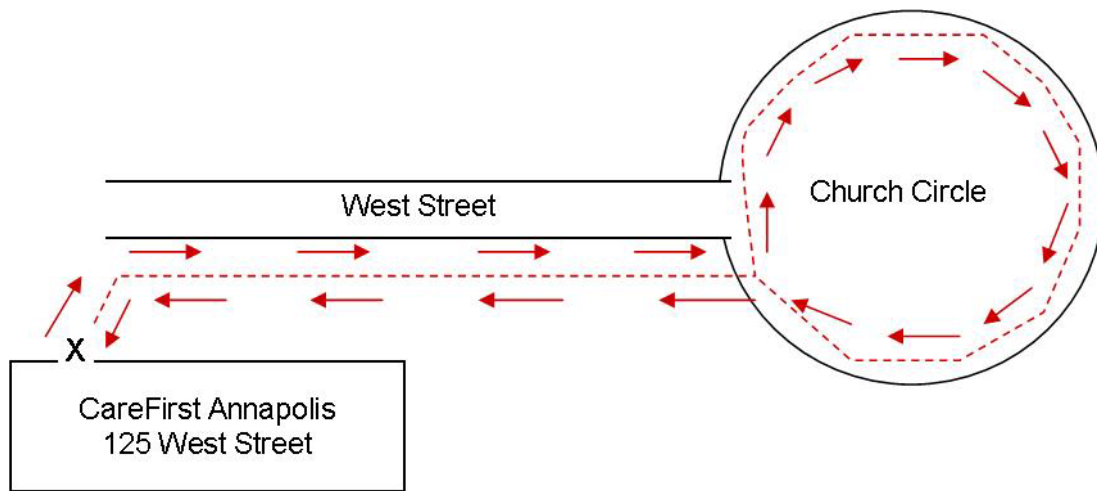 West Street
Church Circle
X
CareFirst Annapolis
125 West Street